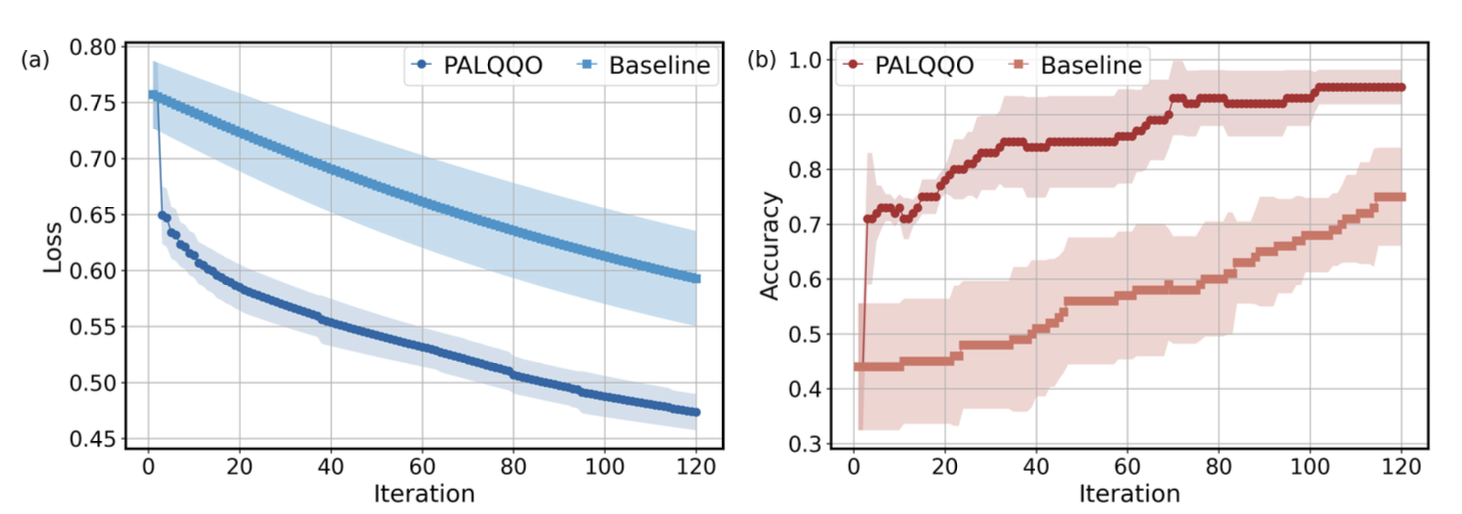 (a)
PALQQO
Baseline
0.80
0.75
0.70
0.65
0.60
0.55
0.50
0.45
Loss
0 20 40 60 80 100 120
Iteration
(b)
PALQQO
Baseline
1.0
0.9
0.8
0.7
0.6
0.5
0.4
0.3
Accuracy
0 20 40 60 80 100 120
Iteration